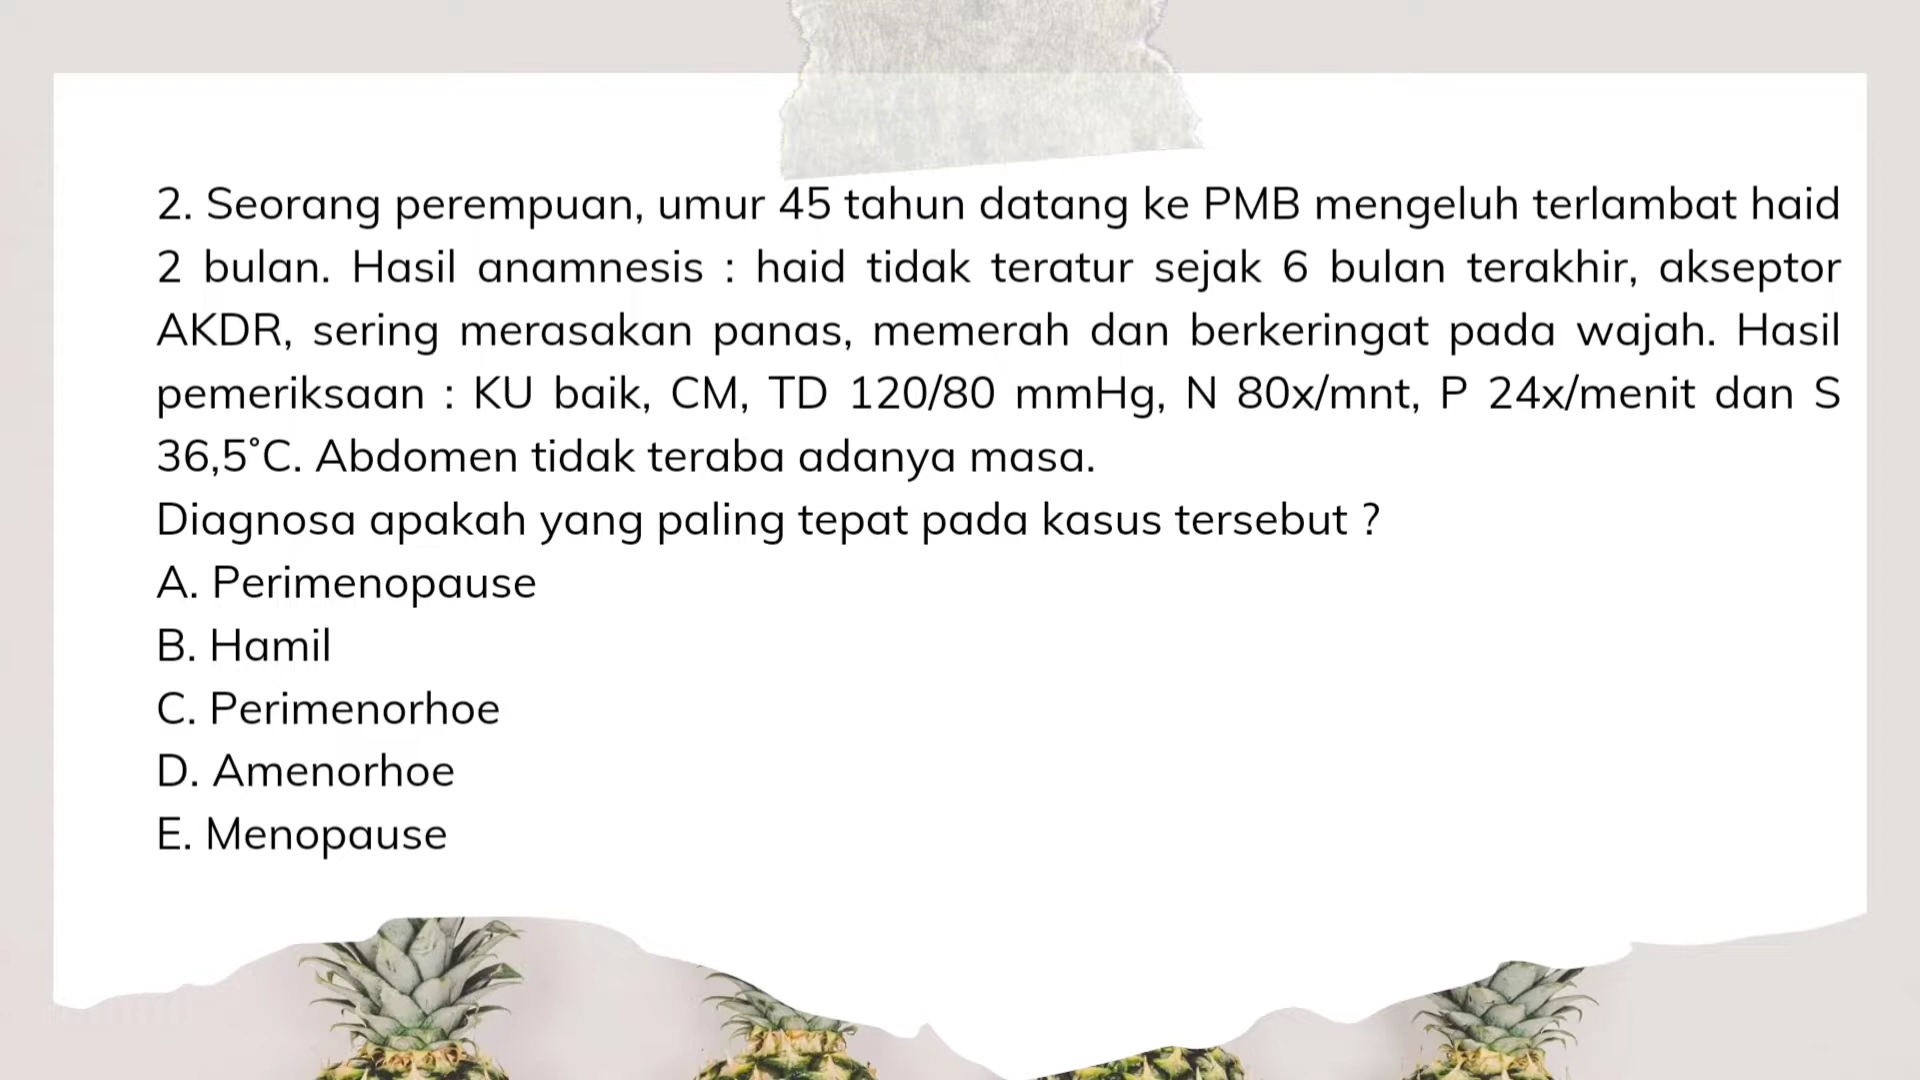 2. Seorang perempuan, umur 45 tahun datang ke PMB mengeluh terlambat haid
2 bulan. Hasil anamnesis : haid tidak teratur sejak 6 bulan terakhir, akseptor
AKDR, sering merasakan panas, memerah dan berkeringat pada wajah. Hasil
pemeriksaan : KU baik, CM, TD 120/80 mmHg, N 80x/mnt, P 24x/menit dan S
36,5°C. Abdomen tidak teraba adanya masa.
Diagnosa apakah yang paling tepat pada kasus tersebut ?
A. Perimenopause
B. Hamil
C. Perimenorhoe
D. Amenorhoe
E. Menopause